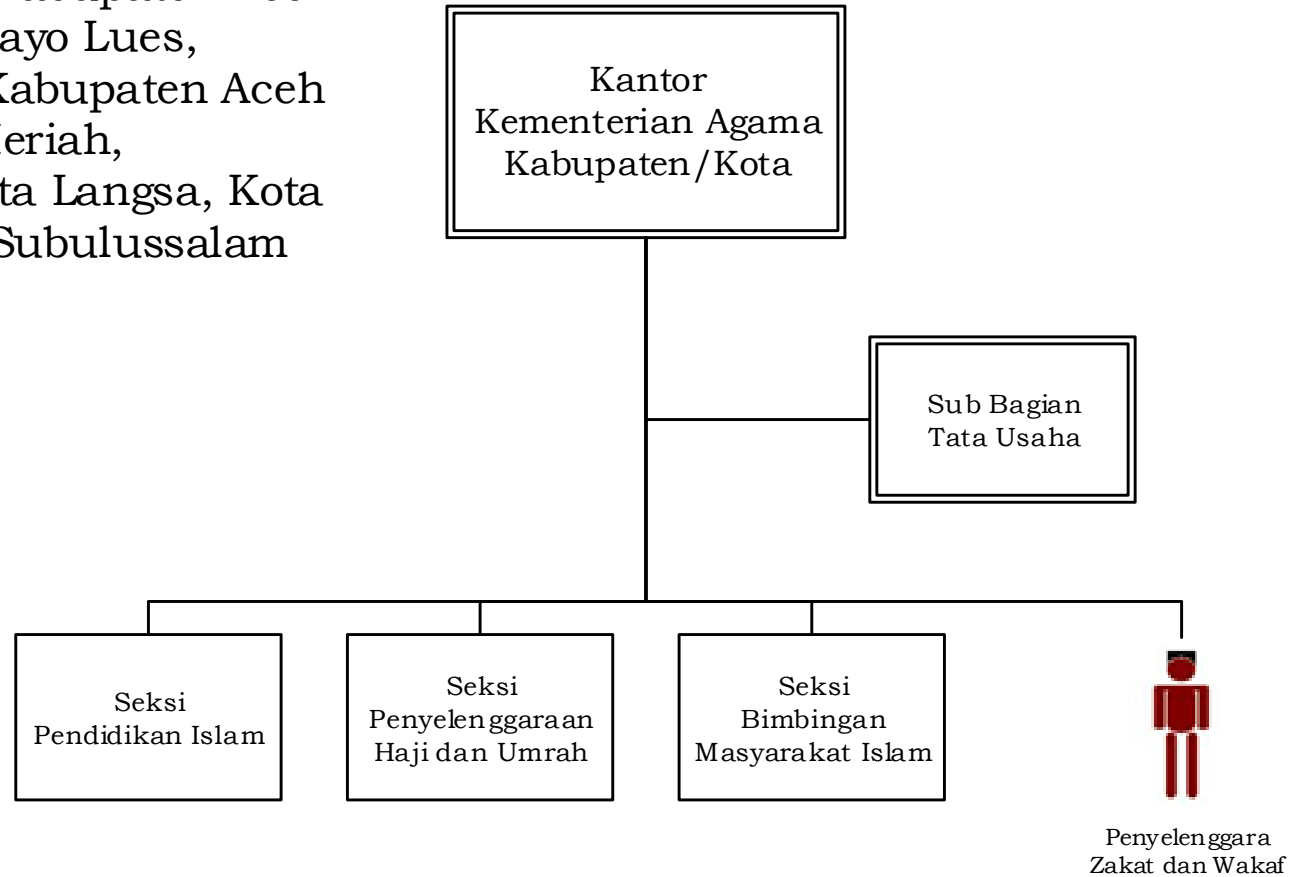 ayo Lues,
Kabupaten Aceh
eriah,
ta Langsa, Kota
Subulussalam
Kantor
Kementerian Agama
Kabupaten/Kota
Sub Bagian
Tata Usaha
Seksi
Pendidikan Islam
Seksi
Penyelenggaraan
Haji dan Umrah
Seksi
Bimbingan
Masyarakat Islam
Penyelenggara
Zakat dan Wakaf